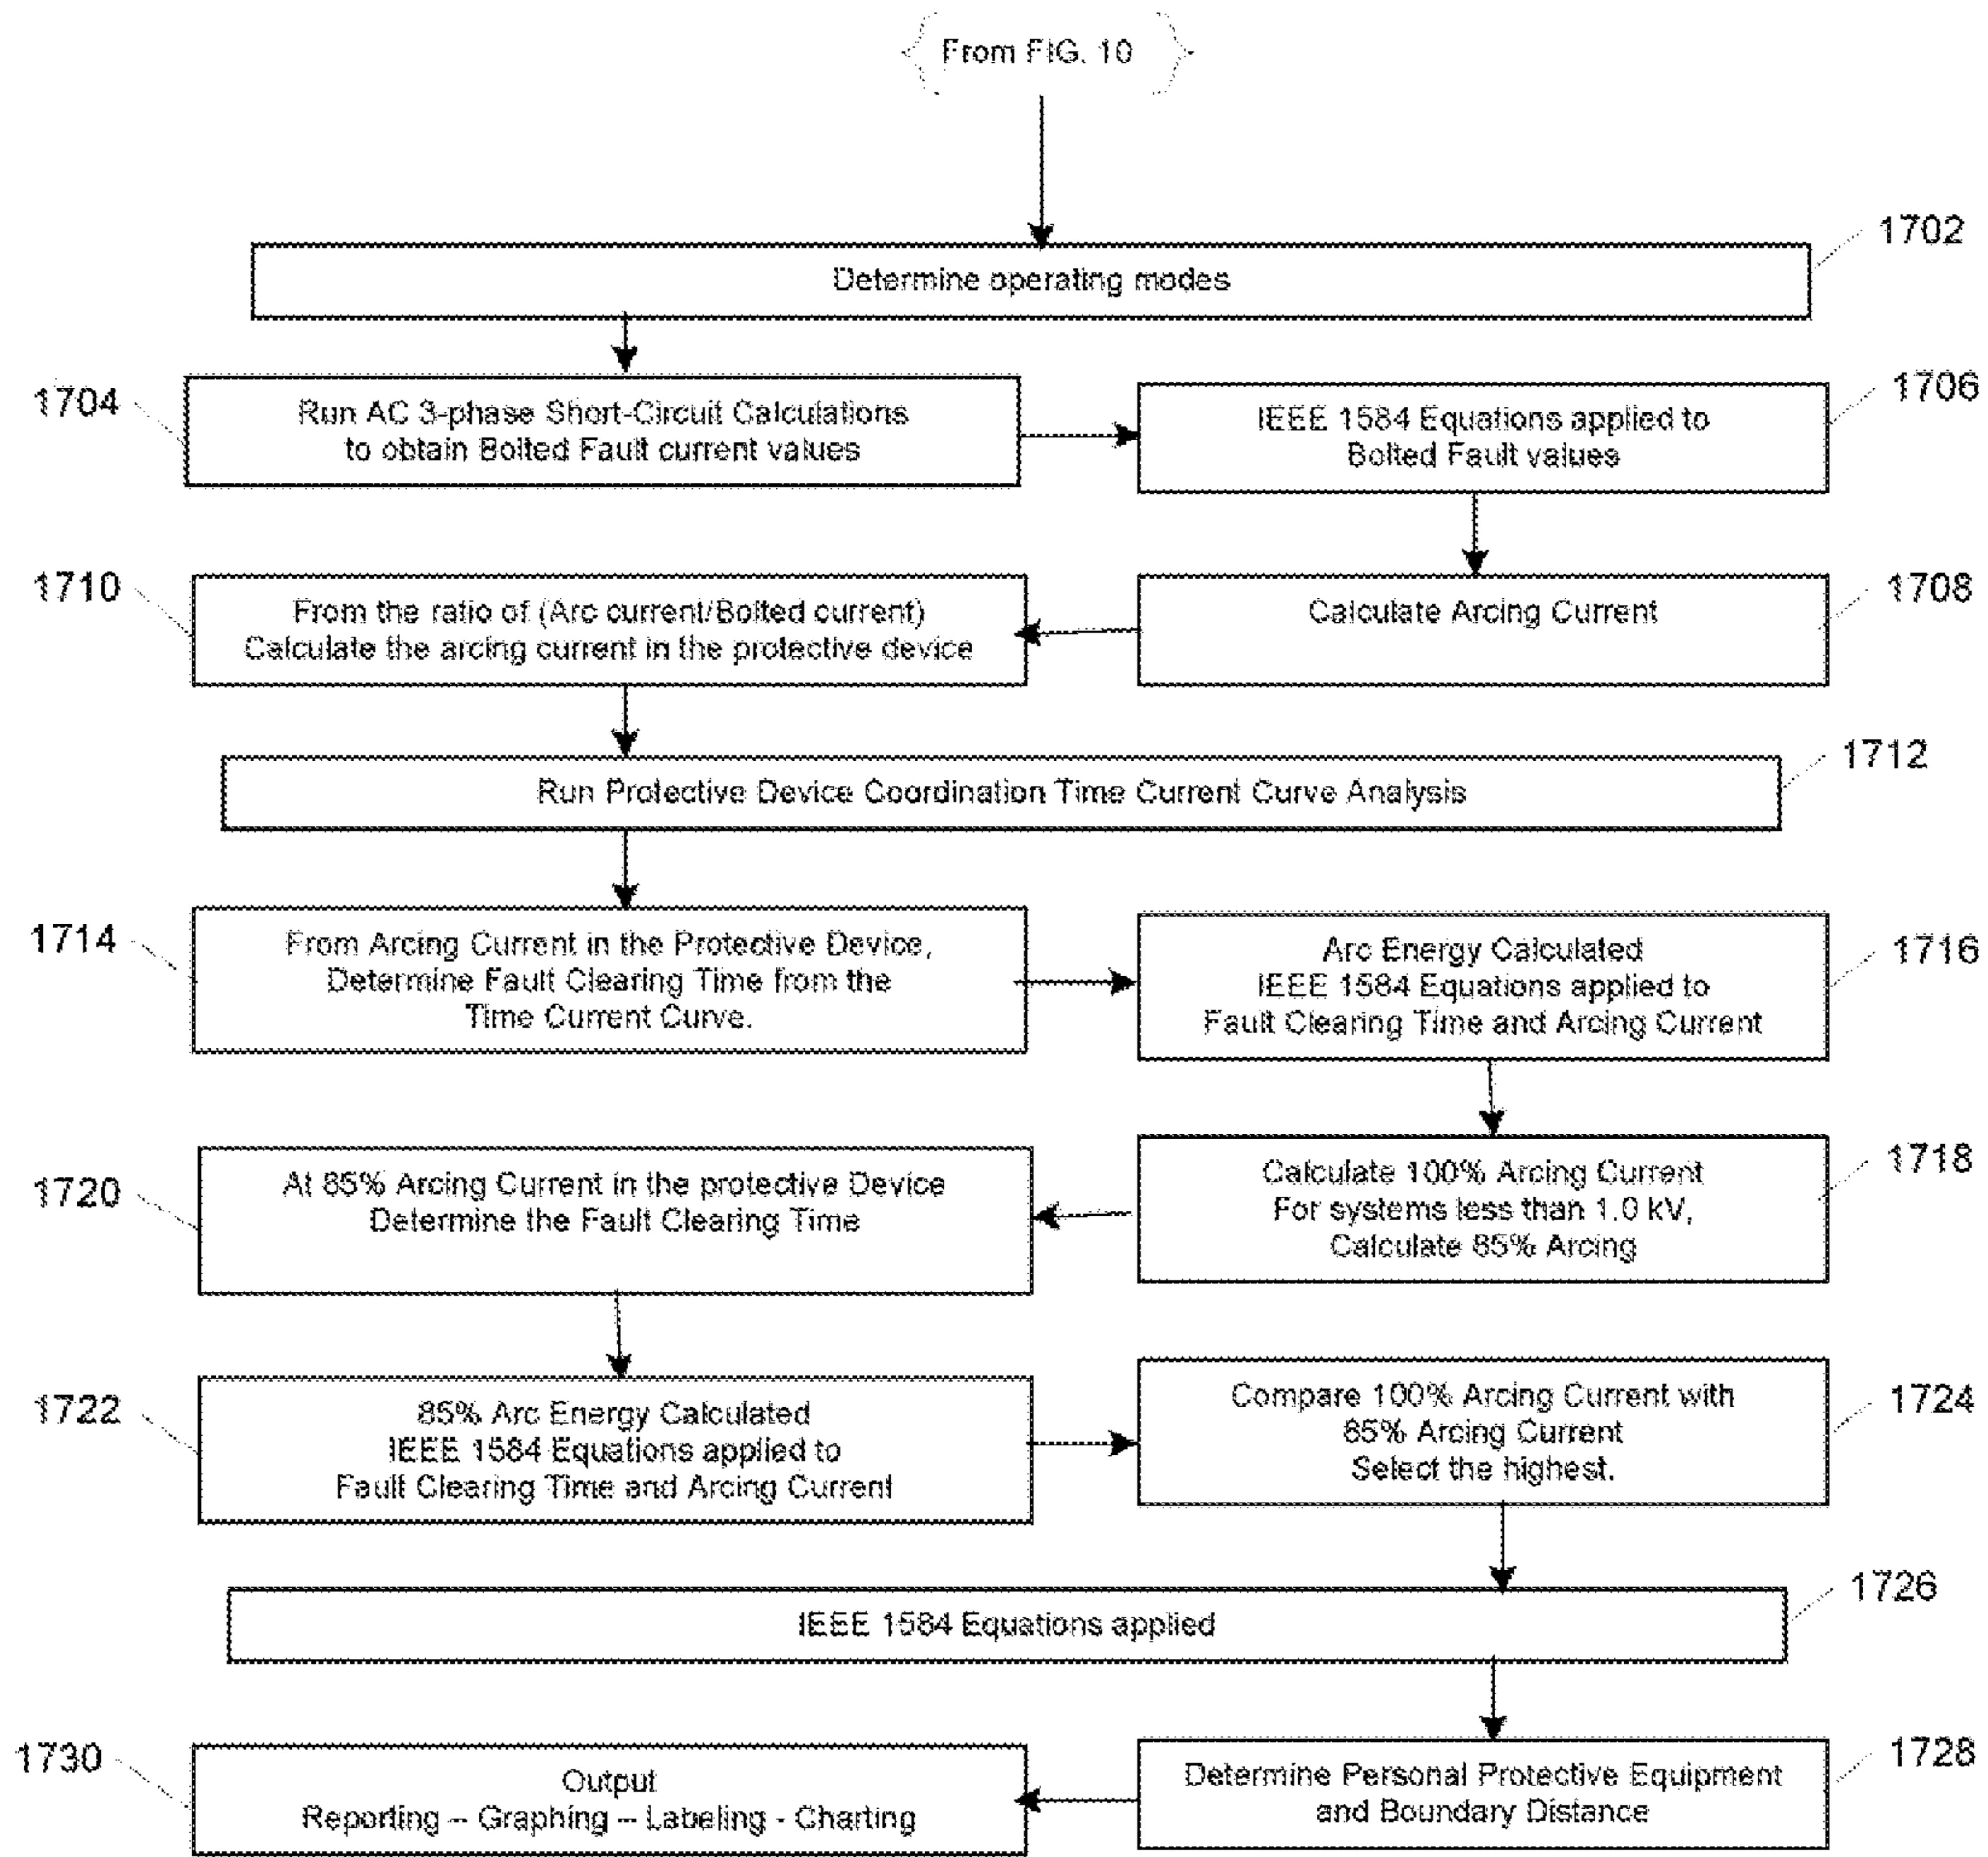 From FIG. 10
1702
Determine operating modes
1704
Run AC 3-phase Short-Circuit Calculations
to obtain Bolted Fault current values
1706
IEEE 1584 Equations applied to
Bolted Fault values
1710
From the ratio of (Arc current/Bolted current)
Calculate the arcing current in the protective device
1708
Calculate Arcing Current
1712
Run Protective Device Coordination Time Current Curve Analysis
1714
From Arcing Current in the Protective Device,
Determine Fault Clearing Time from the
Time Current Curve.
1716
Arc Energy Calculated
IEEE 1584 Equations applied to
Fault Clearing Time and Arcing Current
1720
At 85% Arcing Current in the protective Device
Determine the Fault Clearing Time
1718
Calculate 100% Arcing Current
For systems less than 1.0 kV,
Calculate 85% Arcing
1722
85% Arc Energy Calculated
IEEE 1584 Equations applied to
Fault Clearing Time and Arcing Current
1724
Compare 100% Arcing Current with
85% Arcing Current
Select the highest.
1726
IEEE 1584 Equations applied
1730
Output
Reporting – Graphing – Labeling - Charting
1728
Determine Personal Protective Equipment
and Boundary Distance